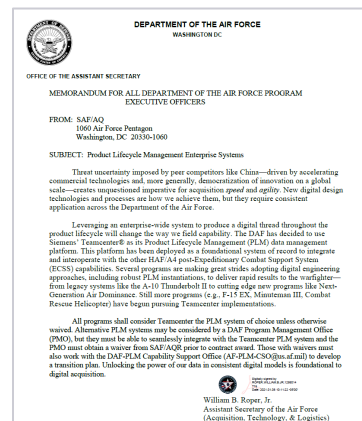 DEPARTMENT OF THE AIR FORCE
WASHINGTON DC
OFFICE OF THE ASSISTANT SECRETARY
MEMORANDUM FOR ALL DEPARTMENT OF THE AIR FORCE PROGRAM
EXECUTIVE OFFICERS
FROM: SAF/AQ
1060 Air Force Pentagon
Washington, DC 20330-1060
SUBJECT: Product Lifecycle Management Enterprise Systems
Threat uncertainty imposed by peer competitors like China—driven by accelerating
commercial technologies and, more generally, democratization of innovation on a global
scale—creates unquestioned imperative for acquisition speed and agility. New digital design
technologies and processes are how we achieve them, but they require consistent
application across the Department of the Air Force.
Leveraging an enterprise-wide system to produce a digital thread throughout the
product lifecycle will change the way we field capability. The DAF has decided to use
Siemens' Teamcenter® as its Product Lifecycle Management (PLM) data management
platform. This platform has been deployed as a foundational system of record to integrate
and interoperate with the other HAF/A4 post-Expeditionary Combat Support System
(ECSS) capabilities. Several programs are making great strides adopting digital engineering
approaches, including robust PLM instantiations, to deliver rapid results to the warfighter—
from legacy systems like the A-10 Thunderbolt II to cutting edge new programs like Next-
Generation Air Dominance. Still more programs (e.g., F-15 EX, Minuteman III, Combat
Rescue Helicopter) have begun pursuing Teamcenter implementations.
All programs shall consider Teamcenter the PLM system of choice unless otherwise
waived. Alternative PLM systems may be considered by a DAF Program Management Office
(PMO), but they must be able to seamlessly integrate with the Teamcenter PLM system and the
PMO must obtain a waiver from SAF/AQR prior to contract award. Those with waivers must
also work with the DAF-PLM Capability Support Office (AF-PLM-CSO@us.af.mil) to develop
a transition plan. Unlocking the power of our data in consistent digital models is foundational to
digital acquisition.
William B. Roper, Jr.
Assistant Secretary of the Air Force
(Acquisition, Technology, & Logistics)